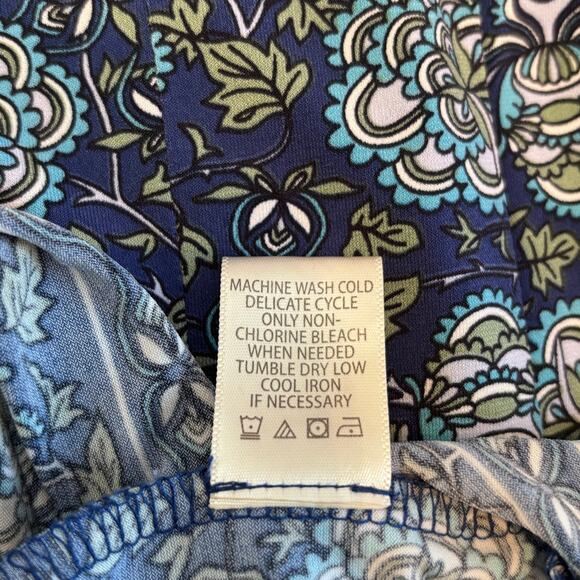 MACHINE WASH COLD
DELICATE CYCLE
ONLY NON-
CHLORINE BLEACH
WHEN NEEDED
TUMBLE DRY LOW
COOL IRON
IF NECESSARY